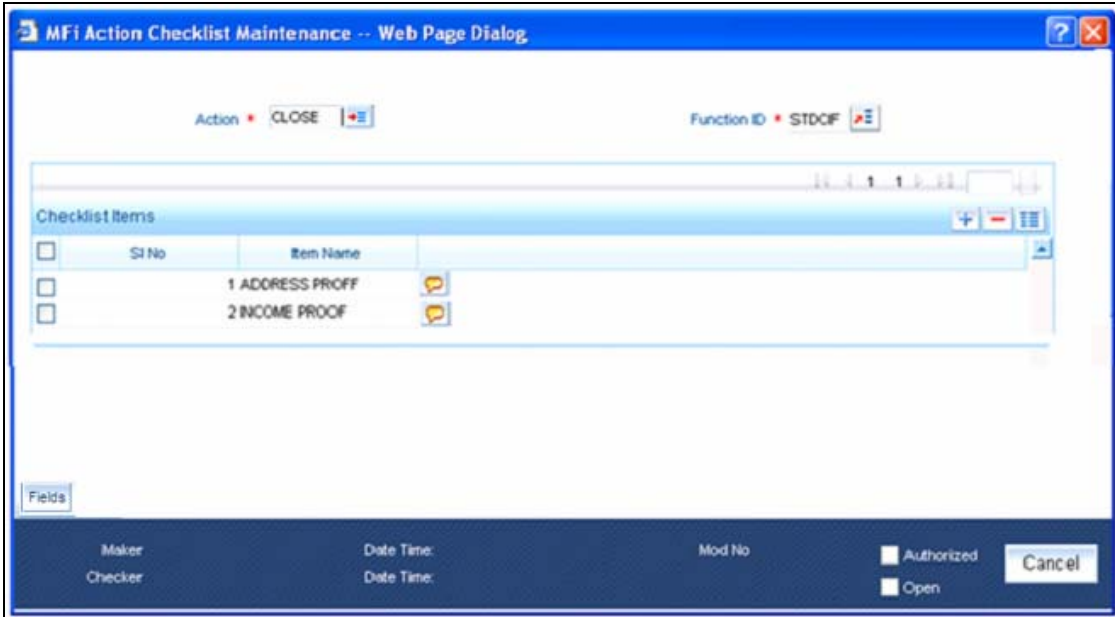 MFi Action Checklist Maintenance -- Web Page Dialog
Action * CLOSE Function ID * STDCIF
1 1
Checklist Items
Sl No Item Name
1 ADDRESS PROFF
2 INCOME PROOF
Fields
Maker Date Time: Mod No Authorized
Checker Date Time: Open
Cancel